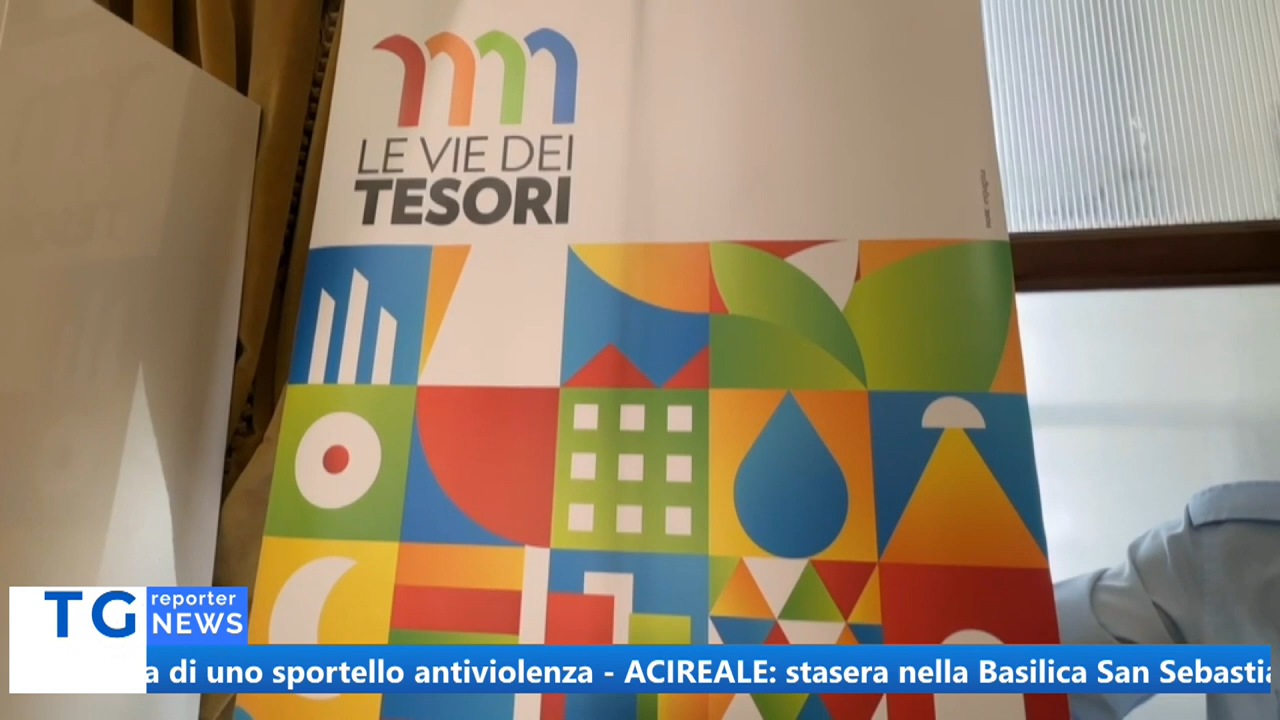 LE VIE DEI
TESORI
TG reporter
NEWS
a di uno sportello antiviolenza - ACIREALE: stasera nella Basilica San Sebastia